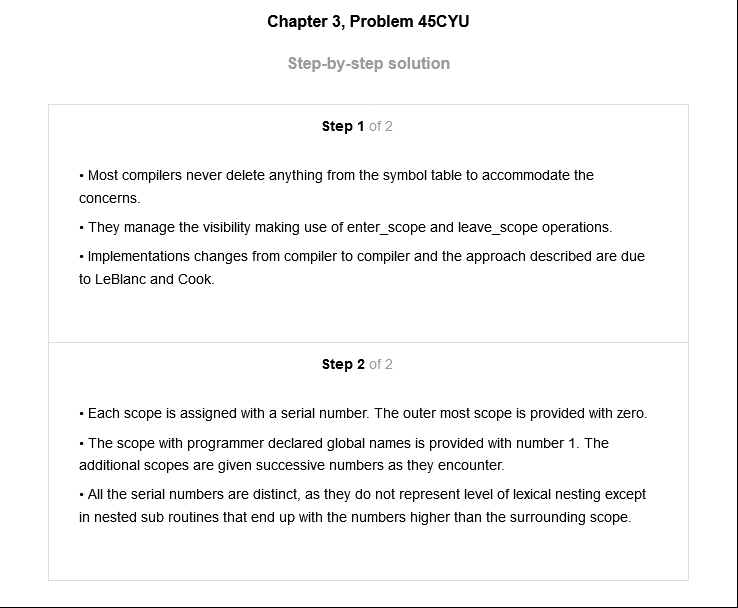 Chapter 3, Problem 45CYU
Step-by-step solution
Step 1 of 2
• Most compilers never delete anything from the symbol table to accommodate the
concerns.
• They manage the visibility making use of enter_scope and leave_scope operations.
• Implementations changes from compiler to compiler and the approach described are due
to LeBlanc and Cook.
Step 2 of 2
• Each scope is assigned with a serial number. The outer most scope is provided with zero.
• The scope with programmer declared global names is provided with number 1. The
additional scopes are given successive numbers as they encounter.
• All the serial numbers are distinct, as they do not represent level of lexical nesting except
in nested sub routines that end up with the numbers higher than the surrounding scope.